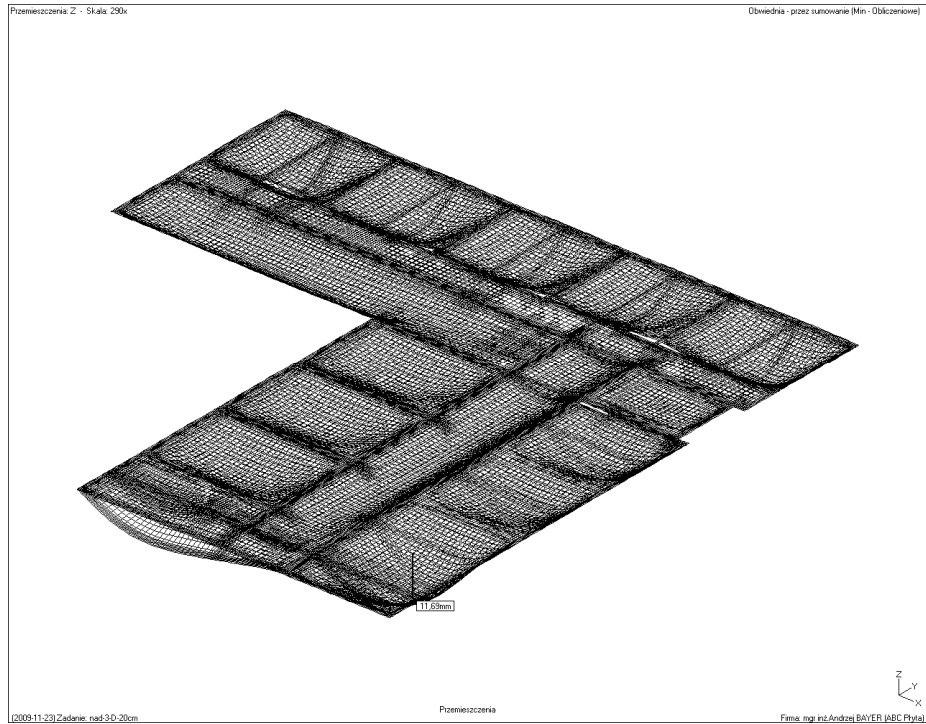 Przemieszczenia: Z - Skala: 290x
Obwiednia - przez sumowanie (Min - Obliczeniowe)
11,69mm
Z
Y
X
Przemieszczenia
(2009-11-23) Zadanie: nad-3-D-20cm
Firma: mgr inż.Andrzej BAYER (ABC Płyta)